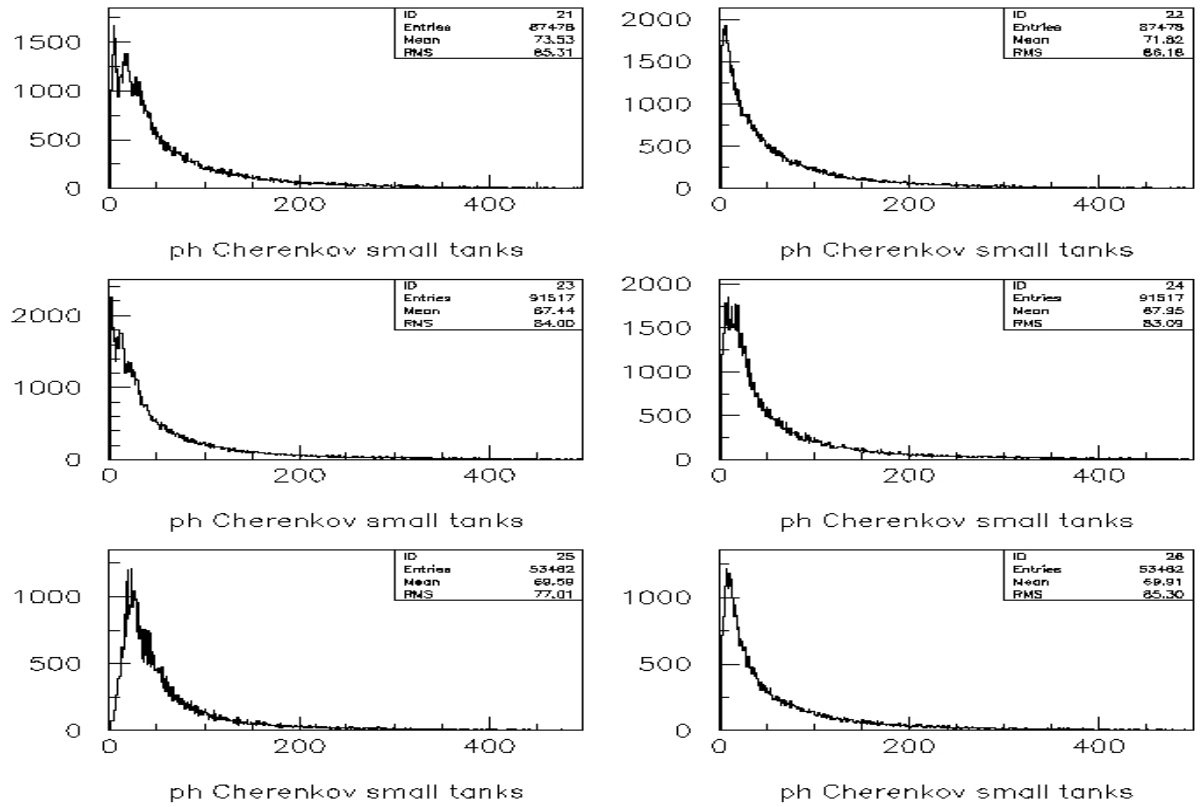 ID 21
Entries 87478
Mean 73.53
RMS 85.31
1500
1000
500
0
0 200 400
ph Cherenkov small tanks
ID 22
Entries 87478
Mean 71.82
RMS 86.18
2000
1500
1000
500
0
0 200 400
ph Cherenkov small tanks
ID 23
Entries 91517
Mean 67.44
RMS 84.00
2000
1000
0
0 200 400
ph Cherenkov small tanks
ID 24
Entries 91517
Mean 67.95
RMS 83.09
2000
1500
1000
500
0
0 200 400
ph Cherenkov small tanks
ID 25
Entries 53462
Mean 69.59
RMS 77.01
1000
500
0
0 200 400
ph Cherenkov small tanks
ID 26
Entries 53462
Mean 69.91
RMS 85.30
1000
500
0
0 200 400
ph Cherenkov small tanks